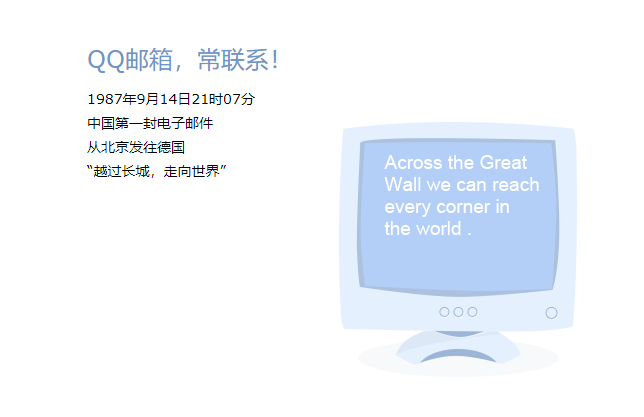 QQ邮箱，常联系！
1987年9月14日21时07分
中国第一封电子邮件
从北京发往德国
“越过长城，走向世界”
Across the Great
Wall we can reach
every corner in
the world .